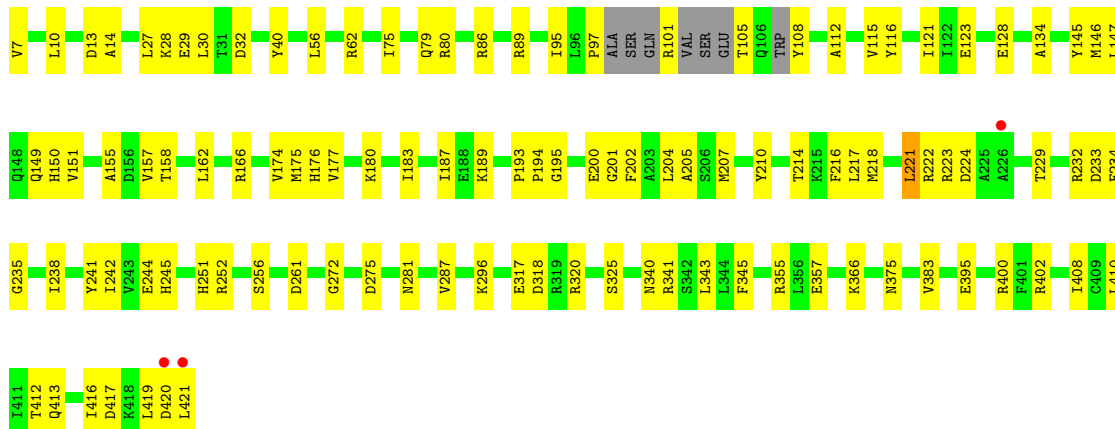 V7 L10 D13 A14 L27 K28 E29 L30 T31 D32 Y40 L56 R62 I75 Q79 R80 R86 R89 I95 L96 P97 ALA SER GLN R101 VAL SER GLU T105 Q106 TRP Y108 A112 V115 Y116 I121 I122 E123 E128 A134 Y145 M146 L147
Q148 Q149 H150 V151 A155 D156 V157 T158 L162 R166 V174 M175 H176 V177 K180 I183 I187 E188 K189 P193 P194 G195 E200 G201 F202 A203 L204 A205 S206 M207 Y210 T214 K215 F216 L217 M218 L221 R222 R223 D224 A225 A226 T229 R232 D233
G235 I238 Y241 I242 V243 E244 H245 H251 R252 S256 D261 G272 D275 N281 V287 K296 E317 D318 R319 R320 S325 N340 R341 S342 L343 L344 F345 R355 L356 E357 K366 N375 V383 E395 R400 F401 R402 I408 C409
I411 T412 Q413 I416 D417 K418 L419 D420 L421